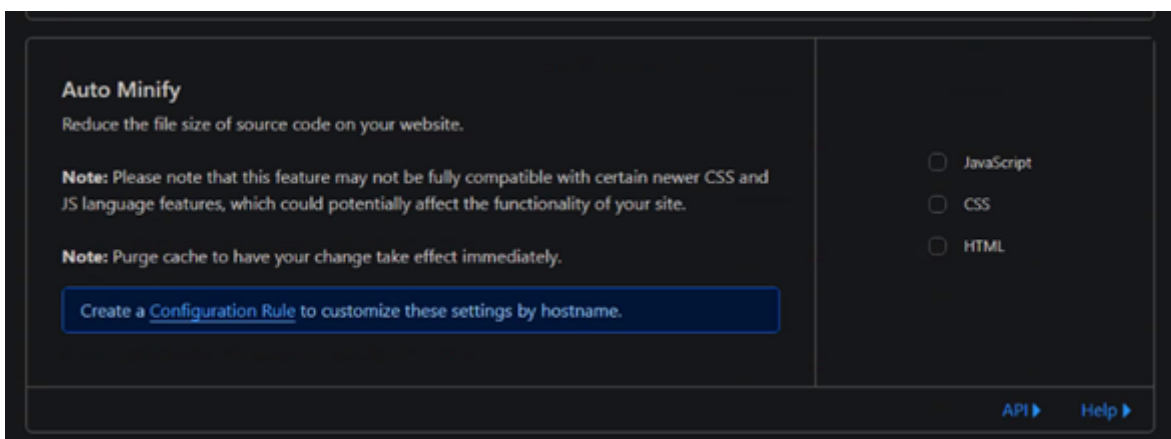 Auto Minify
Reduce the file size of source code on your website.
Note: Please note that this feature may not be fully compatible with certain newer CSS and
JS language features, which could potentially affect the functionality of your site.
Note: Purge cache to have your change take effect immediately.
Create a Configuration Rule to customize these settings by hostname.
JavaScript
CSS
HTML
API
Help